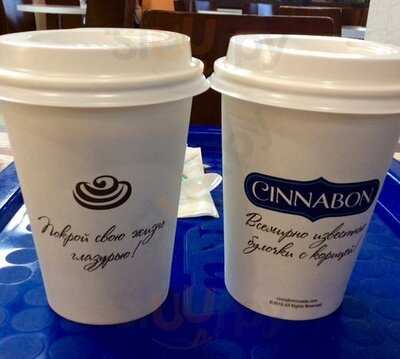 Покрой свою жизнь
глазурью!
CINNABON
Всемирно известные
булочки с корицей!